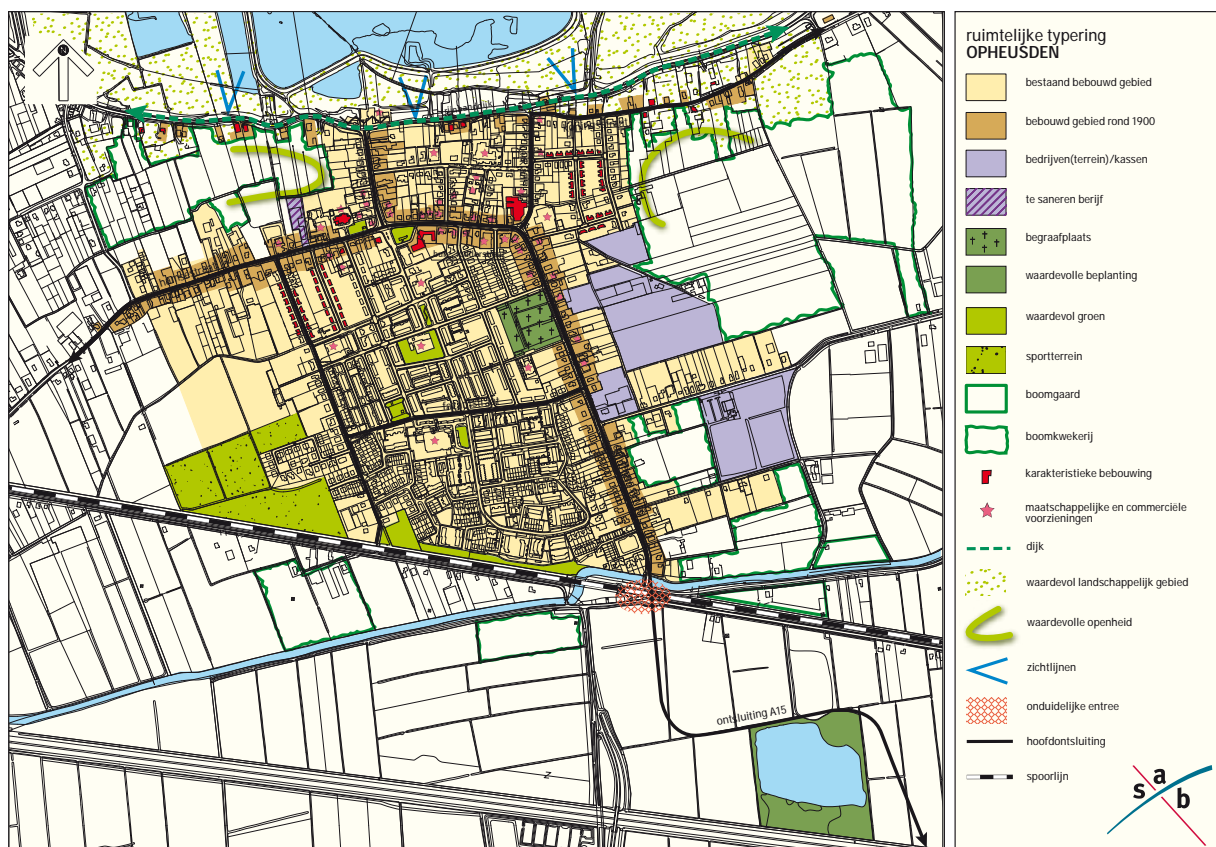 N
ontsluiting A15
z
ruimtelijke typering
OPHEUSDEN
bestaand bebouwd gebied
bebouwd gebied rond 1900
bedrijven(terrein)/kassen
te saneren berijf
begraafplaats
waardevolle beplanting
waardevol groen
sportterrein
boomgaard
boomkwekerij
karakteristieke bebouwing
maatschappelijke en commerciële
voorzieningen
dijk
waardevol landschappelijk gebied
waardevolle openheid
zichtlijnen
onduidelijke entree
hoofdontsluiting
spoorlijn
s a b